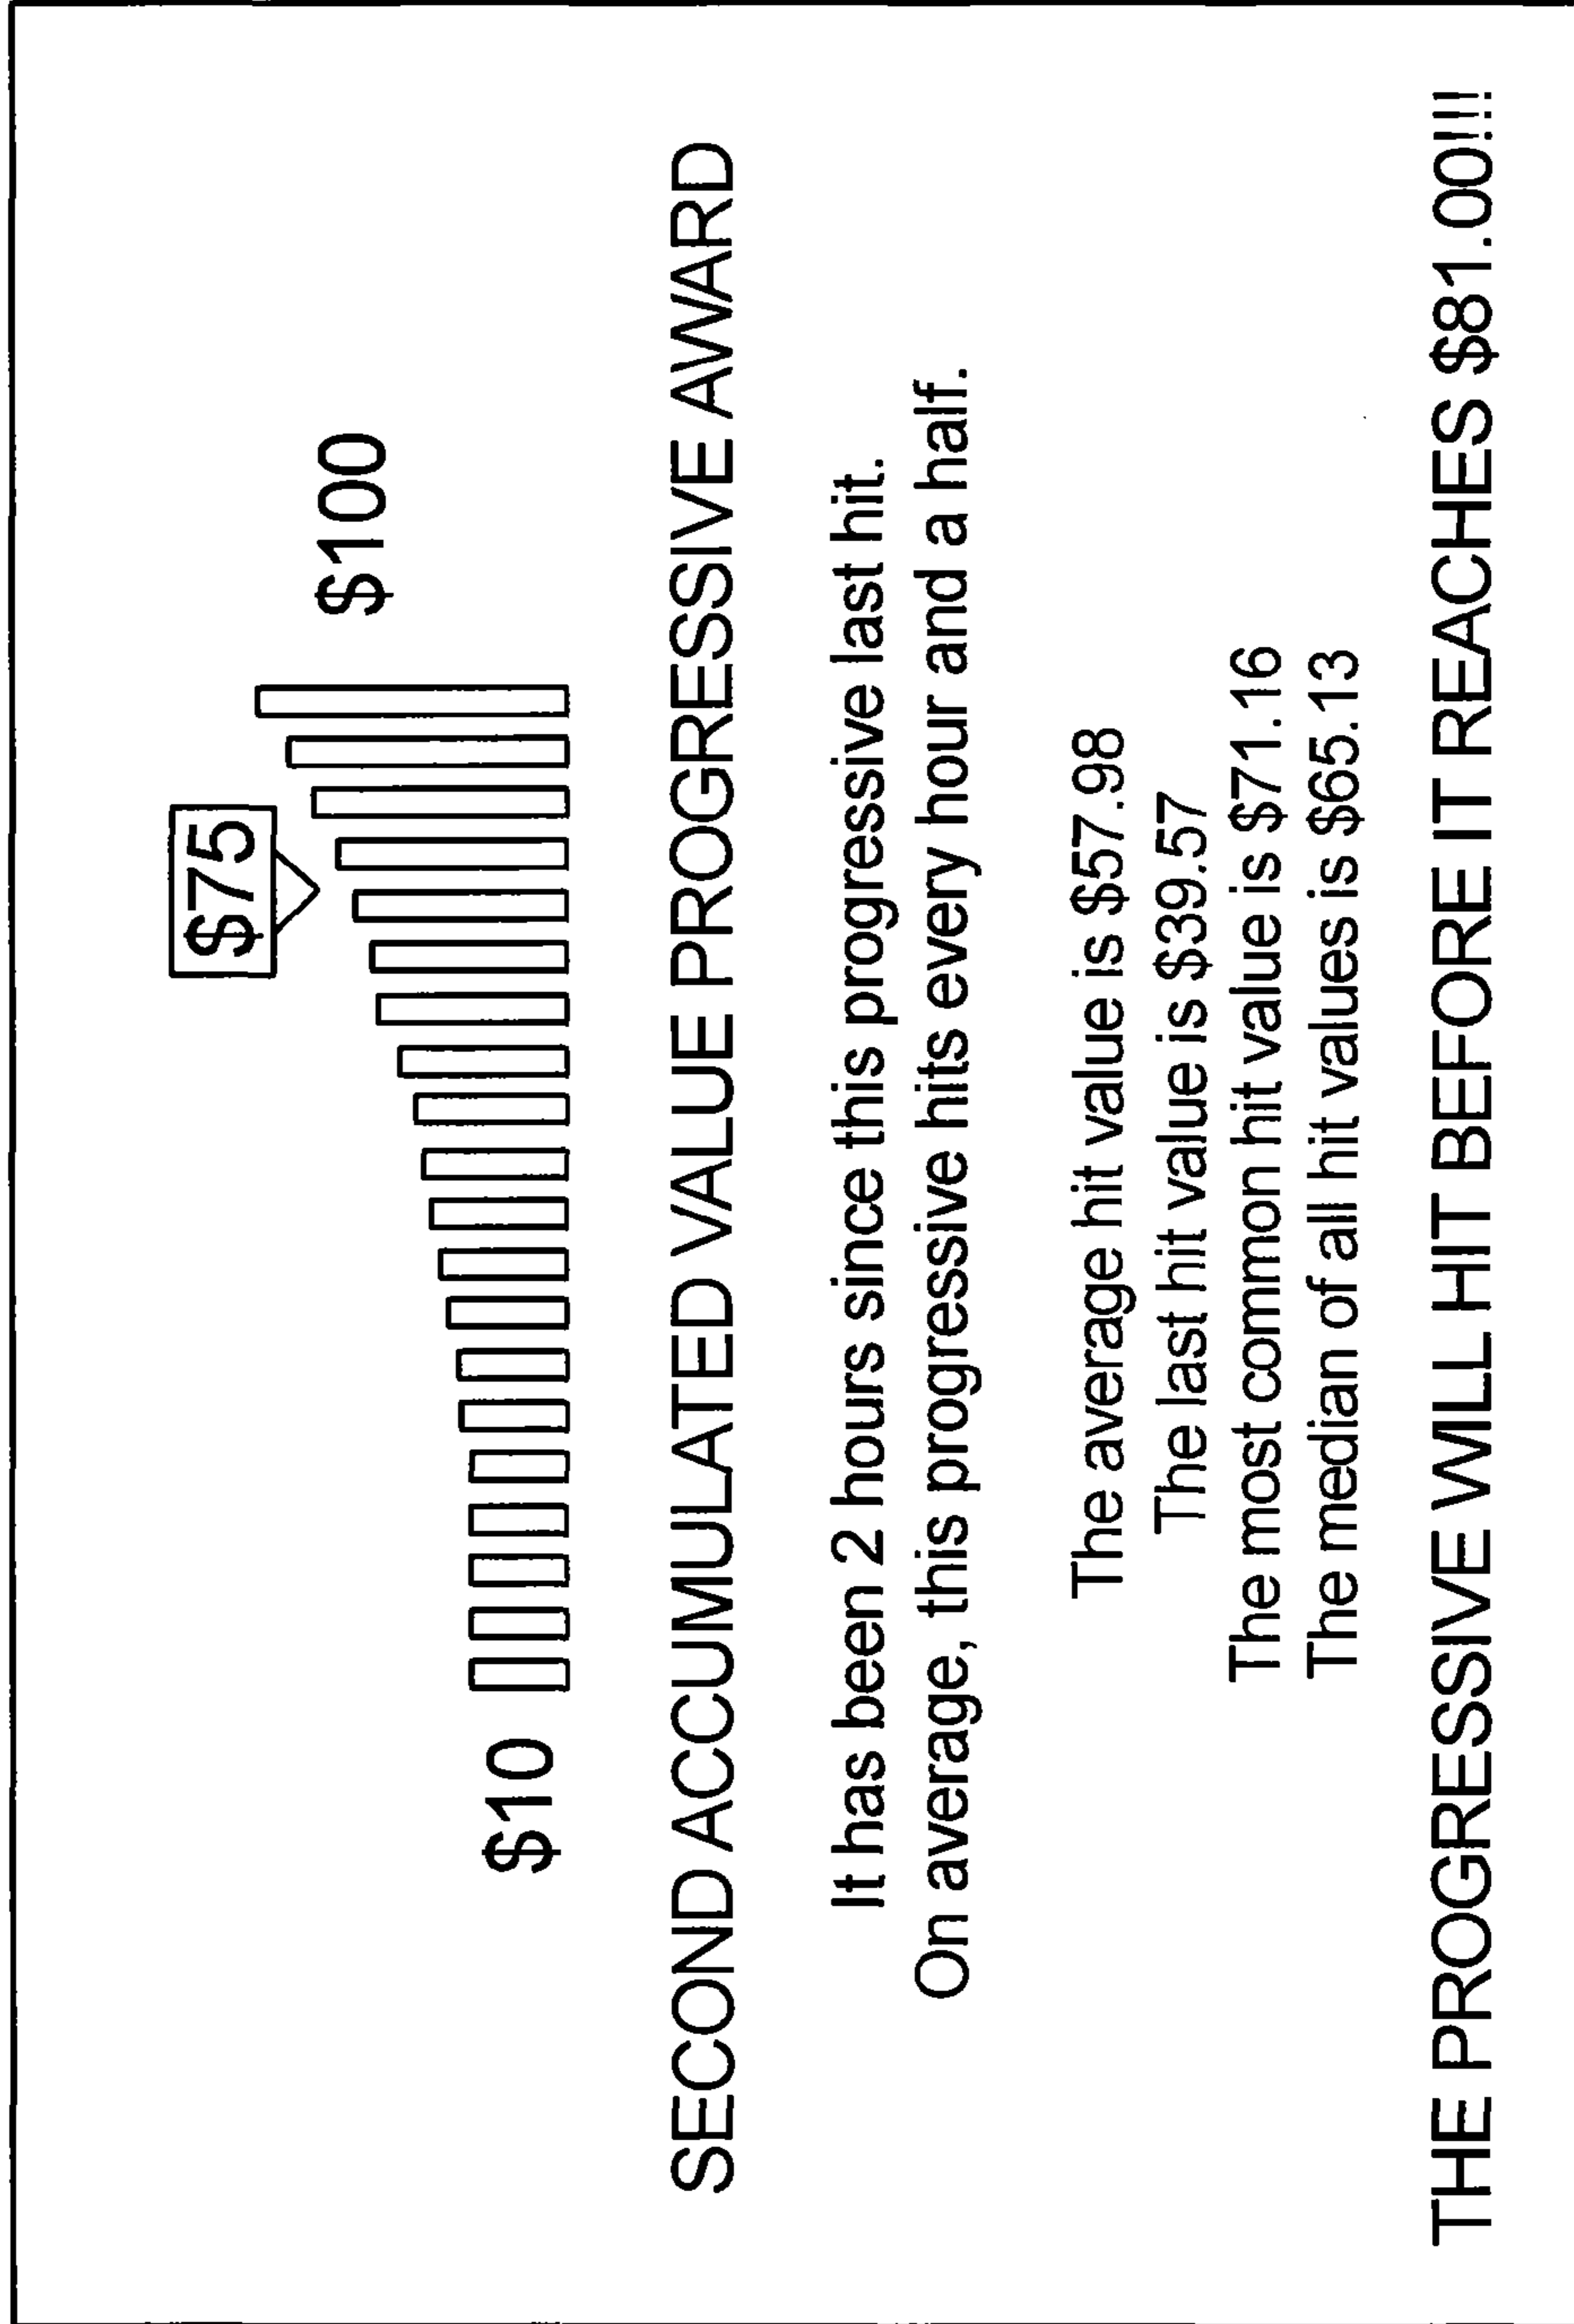 $75
$100
$10
SECOND ACCUMULATED VALUE PROGRESSIVE AWARD
It has been 2 hours since this progressive last hit.
On average, this progressive hits every hour and a half.
The average hit value is $57.98
The last hit value is $39.57
The most common hit value is $71.16
The median of all hit values is $65.13
THE PROGRESSIVE WILL HIT BEFORE IT REACHES $81.00!!!